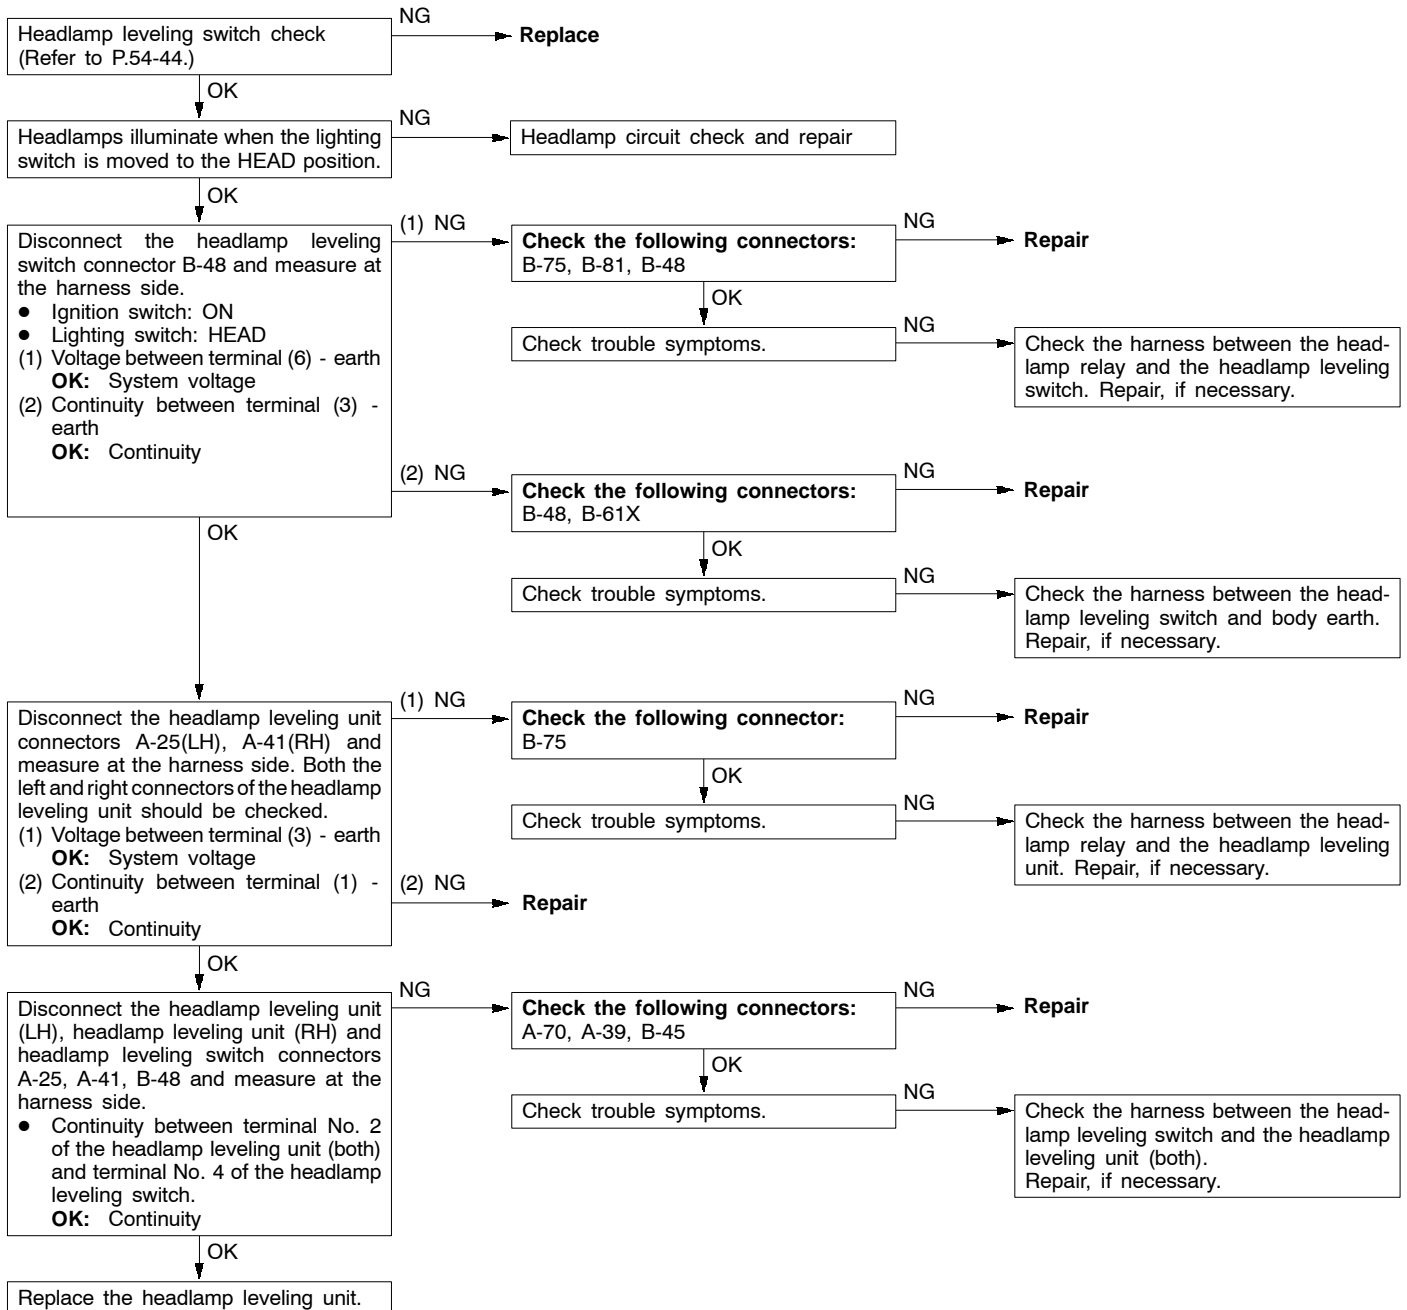 Headlamp leveling switch check
(Refer to P.54-44.)
NG
Replace
OK
Headlamps illuminate when the lighting
switch is moved to the HEAD position.
NG
Headlamp circuit check and repair
OK
Disconnect the headlamp leveling
switch connector B-48 and measure at
the harness side.
● Ignition switch: ON
● Lighting switch: HEAD
(1) Voltage between terminal (6) - earth
OK: System voltage
(2) Continuity between terminal (3) -
earth
OK: Continuity
(1) NG
Check the following connectors:
B-75, B-81, B-48
NG
Repair
OK
Check trouble symptoms.
NG
Check the harness between the head-
lamp relay and the headlamp leveling
switch. Repair, if necessary.
(2) NG
Check the following connectors:
B-48, B-61X
NG
Repair
OK
Check trouble symptoms.
NG
Check the harness between the head-
lamp leveling switch and body earth.
Repair, if necessary.
OK
Disconnect the headlamp leveling unit
connectors A-25(LH), A-41(RH) and
measure at the harness side. Both the
left and right connectors of the headlamp
leveling unit should be checked.
(1) Voltage between terminal (3) - earth
OK: System voltage
(2) Continuity between terminal (1) -
earth
OK: Continuity
(1) NG
Check the following connector:
B-75
NG
Repair
OK
Check trouble symptoms.
NG
Check the harness between the head-
lamp relay and the headlamp leveling
unit. Repair, if necessary.
(2) NG
Repair
OK
Disconnect the headlamp leveling unit
(LH), headlamp leveling unit (RH) and
headlamp leveling switch connectors
A-25, A-41, B-48 and measure at the
harness side.
● Continuity between terminal No. 2
of the headlamp leveling unit (both)
and terminal No. 4 of the headlamp
leveling switch.
OK: Continuity
NG
Check the following connectors:
A-70, A-39, B-45
NG
Repair
OK
Check trouble symptoms.
NG
Check the harness between the head-
lamp leveling switch and the headlamp
leveling unit (both).
Repair, if necessary.
OK
Replace the headlamp leveling unit.